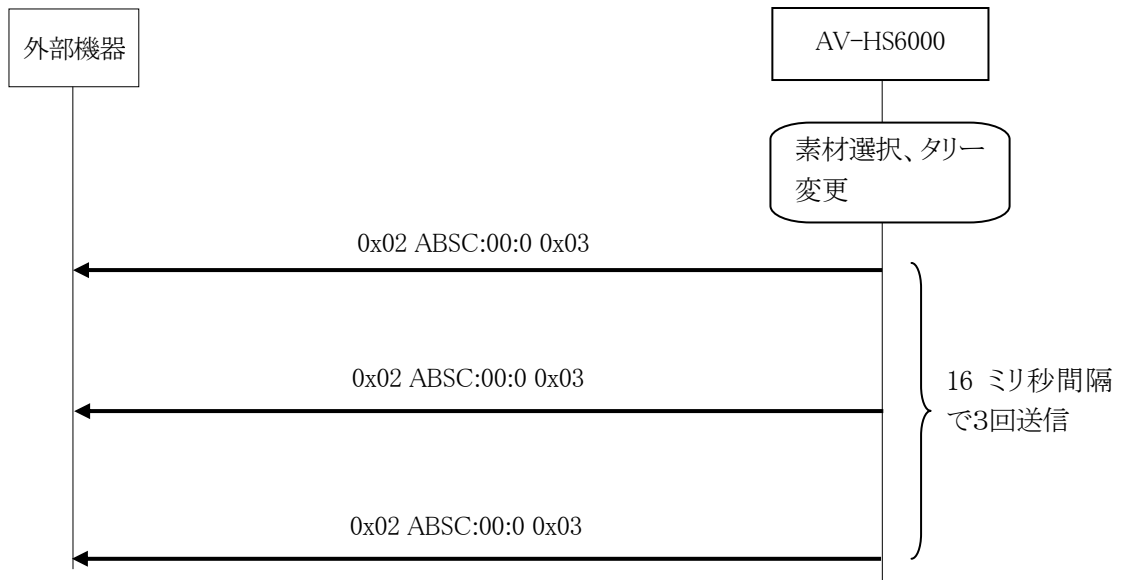 外部機器
AV-HS6000
素材選択、タリー
変更
0x02 ABSC:00:0 0x03
0x02 ABSC:00:0 0x03
16 ミリ秒間隔
で3回送信
0x02 ABSC:00:0 0x03